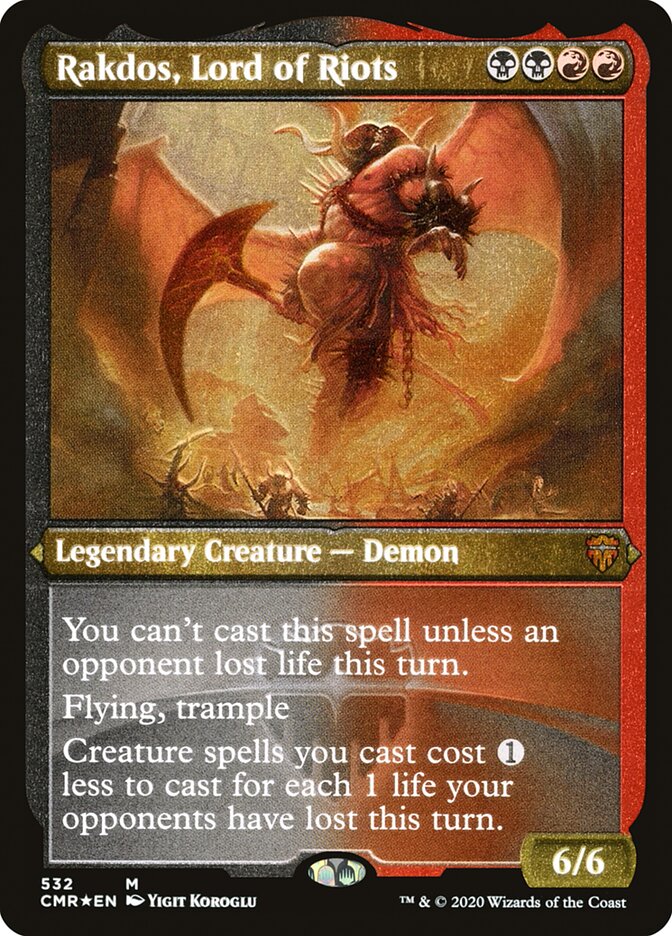 Rakdos, Lord of Riots
Legendary Creature — Demon
You can't cast this spell unless an
opponent lost life this turn.
Flying, trample
Creature spells you cast cost 1
less to cast for each 1 life your
opponents have lost this turn.
6/6
532 M
CMR★EN Yigit Koroglu
™ & © 2020 Wizards of the Coast